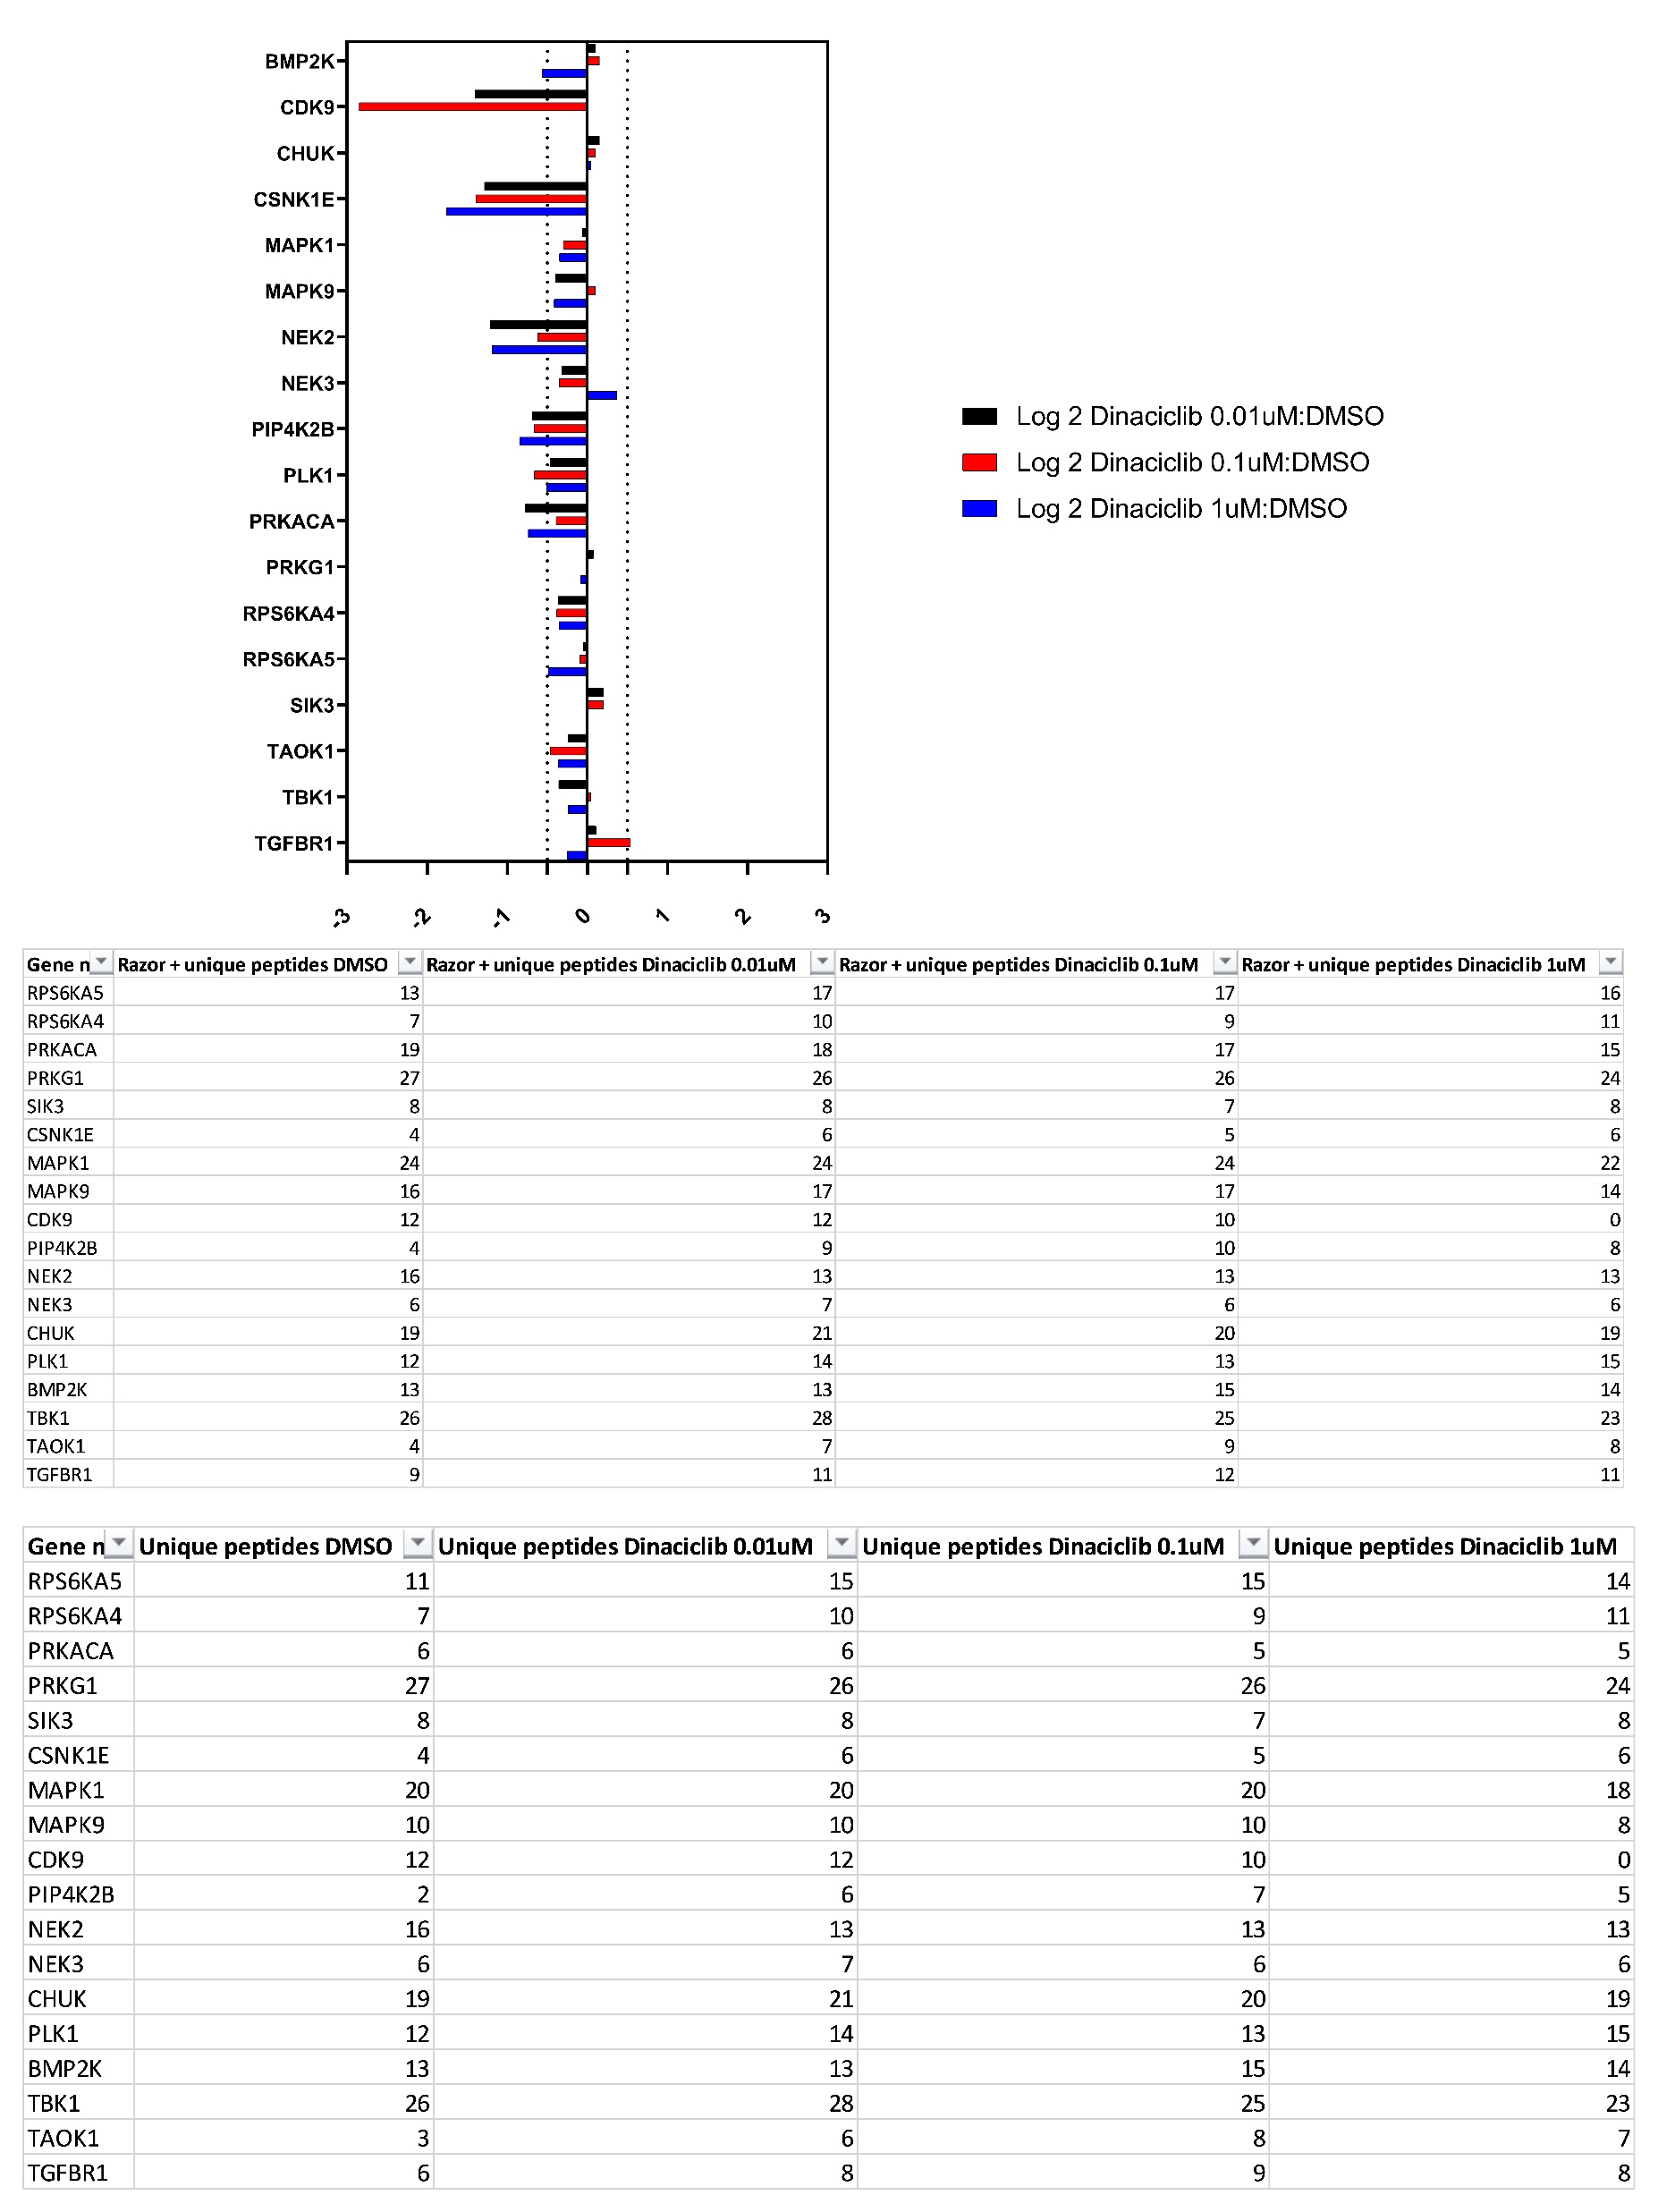 BMP2K
CDK9
CHUK
CSNK1E
MAPK1
MAPK9
NEK2
NEK3
PIP4K2B
PLK1
PRKACA
PRKG1
RPS6KA4
RPS6KA5
SIK3
TAOK1
TBK1
TGFBR1
-3 -2 -1 0 1 2 3
Log 2 Dinaciclib 0.01uM:DMSO
Log 2 Dinaciclib 0.1uM:DMSO
Log 2 Dinaciclib 1uM:DMSO
Gene n Razor + unique peptides DMSO Razor + unique peptides Dinaciclib 0.01uM Razor + unique peptides Dinaciclib 0.1uM Razor + unique peptides Dinaciclib 1uM
RPS6KA5 13 17 17 16
RPS6KA4 7 10 9 11
PRKACA 19 18 17 15
PRKG1 27 26 26 24
SIK3 8 8 7 8
CSNK1E 4 6 5 6
MAPK1 24 24 24 22
MAPK9 16 17 17 14
CDK9 12 12 10 0
PIP4K2B 4 9 10 8
NEK2 16 13 13 13
NEK3 6 7 6 6
CHUK 19 21 20 19
PLK1 12 14 13 15
BMP2K 13 13 15 14
TBK1 26 28 25 23
TAOK1 4 7 9 8
TGFBR1 9 11 12 11
Gene n Unique peptides DMSO Unique peptides Dinaciclib 0.01uM Unique peptides Dinaciclib 0.1uM Unique peptides Dinaciclib 1uM
RPS6KA5 11 15 15 14
RPS6KA4 7 10 9 11
PRKACA 6 6 5 5
PRKG1 27 26 26 24
SIK3 8 8 7 8
CSNK1E 4 6 5 6
MAPK1 20 20 20 18
MAPK9 10 10 10 8
CDK9 12 12 10 0
PIP4K2B 2 6 7 5
NEK2 16 13 13 13
NEK3 6 7 6 6
CHUK 19 21 20 19
PLK1 12 14 13 15
BMP2K 13 13 15 14
TBK1 26 28 25 23
TAOK1 3 6 8 7
TGFBR1 6 8 9 8